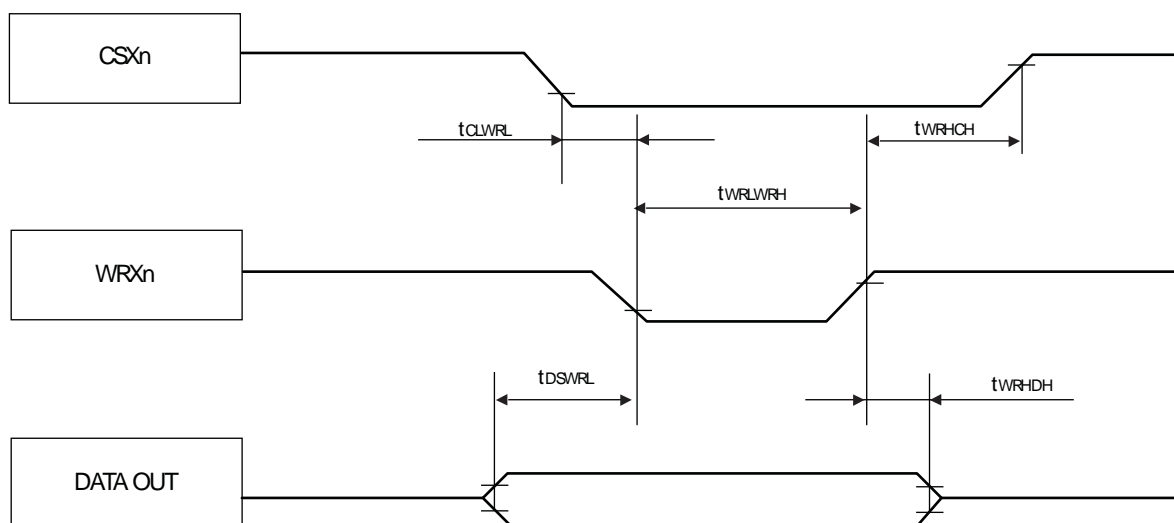 CSXn
tCLWRL
tWRHCH
tWRLWRH
WRXn
tDSWRL
tWRHDH
DATA OUT